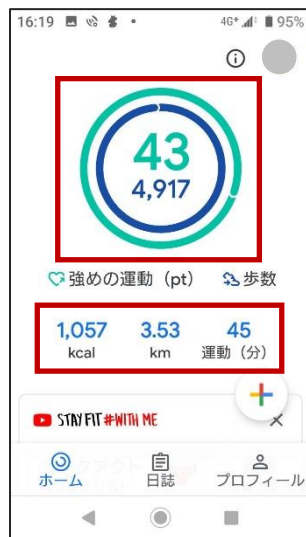 16:19 4G+ 95%
43
4,917
強めの運動（pt） 歩数
1,057 3.53 45
kcal km 運動（分）
STAY FIT #WITH ME
ホーム 日誌 プロフィール